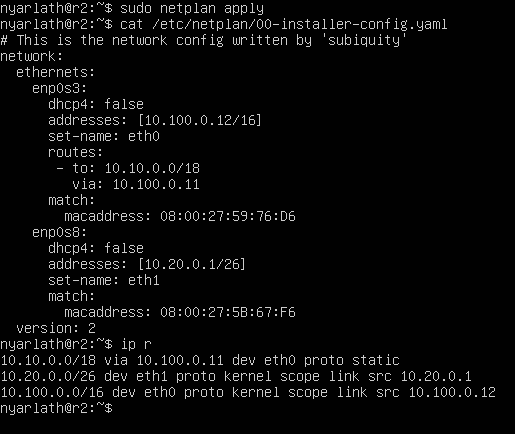 nyarlath@r2:~$ sudo netplan apply
nyarlath@r2:~$ cat /etc/netplan/00-installer-config.yaml
# This is the network config written by 'subiquity'
network:
  ethernets:
    enp0s3:
      dhcp4: false
      addresses: [10.100.0.12/16]
      set-name: eth0
      routes:
       - to: 10.10.0.0/18
         via: 10.100.0.11
      match:
        macaddress: 08:00:27:59:76:D6
    enp0s8:
      dhcp4: false
      addresses: [10.20.0.1/26]
      set-name: eth1
      match:
        macaddress: 08:00:27:5B:67:F6
  version: 2
nyarlath@r2:~$ ip r
10.10.0.0/18 via 10.100.0.11 dev eth0 proto static
10.20.0.0/26 dev eth1 proto kernel scope link src 10.20.0.1
10.100.0.0/16 dev eth0 proto kernel scope link src 10.100.0.12
nyarlath@r2:~$